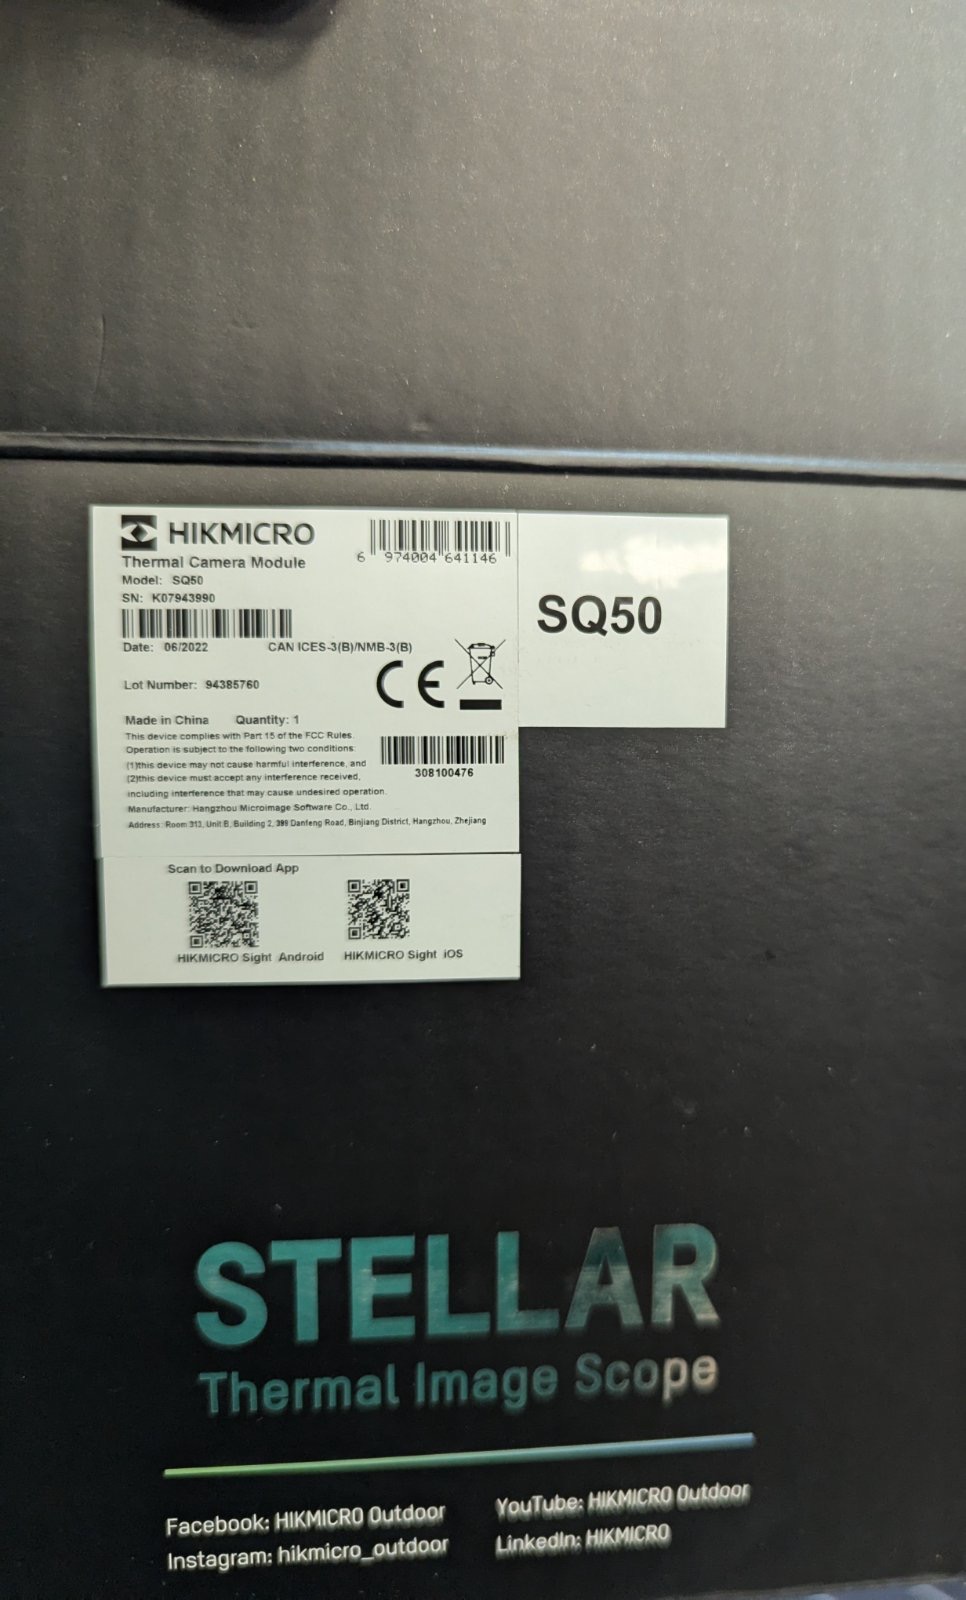 HIKMICRO
6 974004 641146
Thermal Camera Module
Model: SQ50
SN: K07943990
Date: 06/2022 CAN ICES-3(B)/NMB-3(B)
Lot Number: 94385760
CE
Made in China Quantity: 1
This device complies with Part 15 of the FCC Rules.
Operation is subject to the following two conditions:
(1)this device may not cause harmful interference, and
(2)this device must accept any interference received,
including interference that may cause undesired operation.
308100476
Manufacturer: Hangzhou Microimage Software Co., Ltd.
Address: Room 313, Unit B, Building 2, 399 Danfeng Road, Binjiang District, Hangzhou, Zhejiang
SQ50
Scan to Download App
HIKMICRO Sight Android HIKMICRO Sight iOS
STELLAR
Thermal Image Scope
Facebook: HIKMICRO Outdoor YouTube: HIKMICRO Outdoor
Instagram: hikmicro_outdoor LinkedIn: HIKMICRO